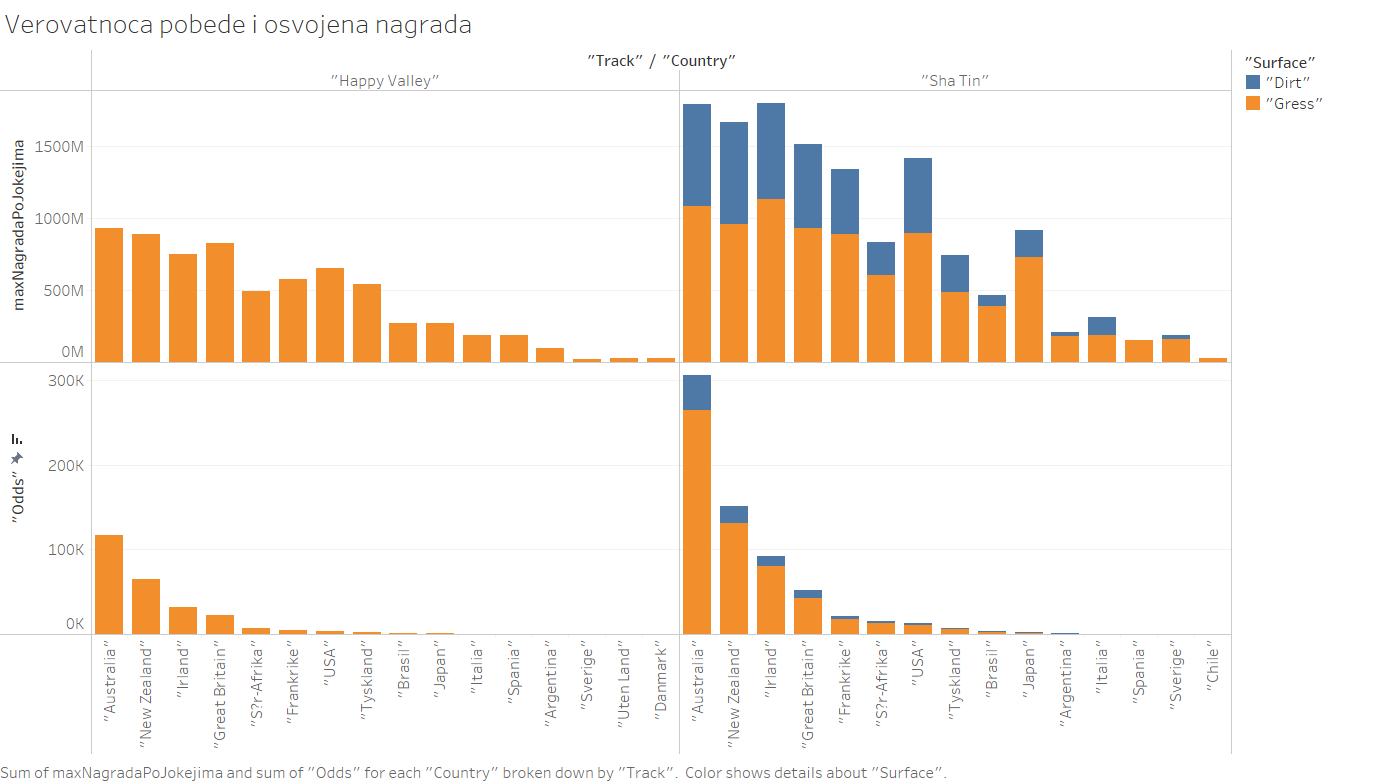 Verovatnoca pobede i osvojena nagrada
"Track" / "Country"
"Happy Valley"
"Sha Tin"
"Surface"
"Dirt"
"Gress"
maxNagradaPoJokejima
1500M
1000M
500M
0M
"Odds"
300K
200K
100K
0K
"Australia"
"New Zealand"
"Irland"
"Great Britain"
"S?r-Afrika"
"Frankrike"
"USA"
"Tyskland"
"Brasil"
"Japan"
"Italia"
"Spania"
"Argentina"
"Sverige"
"Uten Land"
"Danmark"
"Australia"
"New Zealand"
"Irland"
"Great Britain"
"Frankrike"
"S?r-Afrika"
"USA"
"Tyskland"
"Brasil"
"Japan"
"Argentina"
"Italia"
"Spania"
"Sverige"
"Chile"
Sum of maxNagradaPoJokejima and sum of "Odds" for each "Country" broken down by "Track". Color shows details about "Surface".